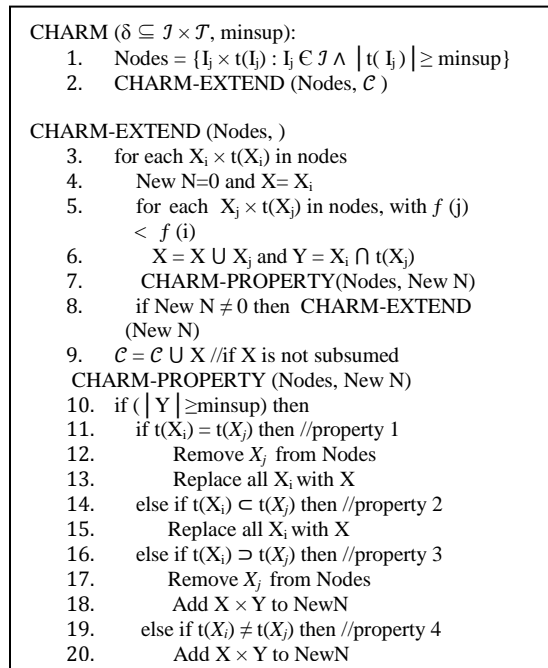 CHARM (δ ⊆ ℐ × 𝒯, minsup):
1. Nodes = {Iⱼ × t(Iⱼ) : Iⱼ Є ℐ ∧ |t( Iⱼ )| ≥ minsup}
2. CHARM-EXTEND (Nodes, 𝒞 )
CHARM-EXTEND (Nodes, )
3. for each Xᵢ × t(Xᵢ) in nodes
4. New N=0 and X= Xᵢ
5. for each Xⱼ × t(Xⱼ) in nodes, with f (j)
< f (i)
6. X = X ∪ Xⱼ and Y = Xᵢ ∩ t(Xⱼ)
7. CHARM-PROPERTY(Nodes, New N)
8. if New N ≠ 0 then CHARM-EXTEND
(New N)
9. 𝒞 = 𝒞 ∪ X //if X is not subsumed
CHARM-PROPERTY (Nodes, New N)
10. if (|Y| ≥minsup) then
11. if t(Xᵢ) = t(Xⱼ) then //property 1
12. Remove Xⱼ from Nodes
13. Replace all Xᵢ with X
14. else if t(Xᵢ) ⊂ t(Xⱼ) then //property 2
15. Replace all Xᵢ with X
16. else if t(Xᵢ) ⊃ t(Xⱼ) then //property 3
17. Remove Xⱼ from Nodes
18. Add X × Y to NewN
19. else if t(Xᵢ) ≠ t(Xⱼ) then //property 4
20. Add X × Y to NewN